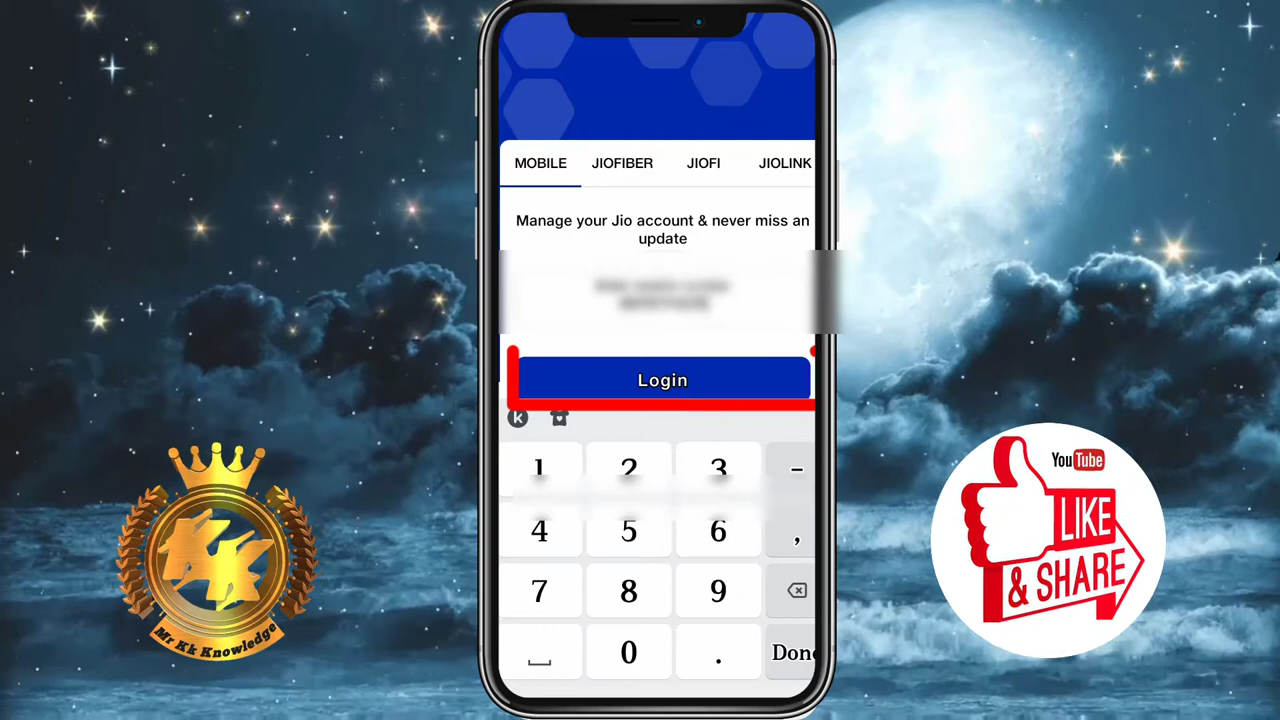 MOBILE JIOFIBER JIOFI JIOLINK
Manage your Jio account & never miss an
update
Login
K
1 2 3 -
4 5 6 ,
7 8 9
0 . Done
KK
Mr Kk Knowledge
YouTube
LIKE
& SHARE